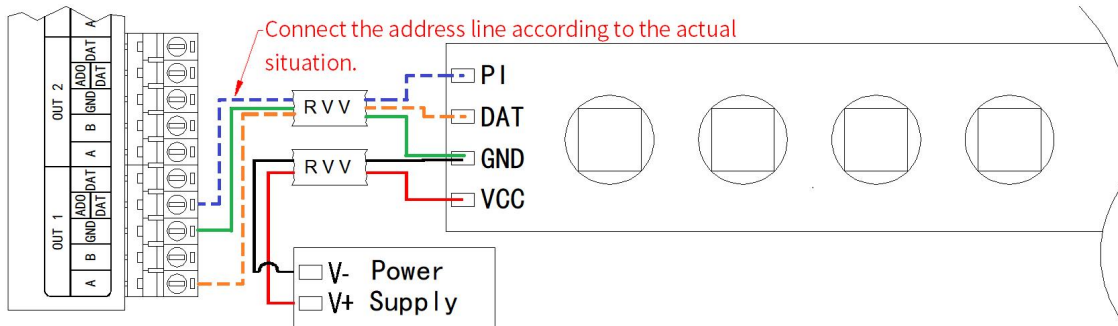 Connect the address line according to the actual
situation.
A
OUT 2
DAT
ADO
DAT
GND
B
A
OUT 1
DAT
ADO
DAT
GND
B
A
RVV
RVV
PI
DAT
GND
VCC
V- Power
V+ Supply